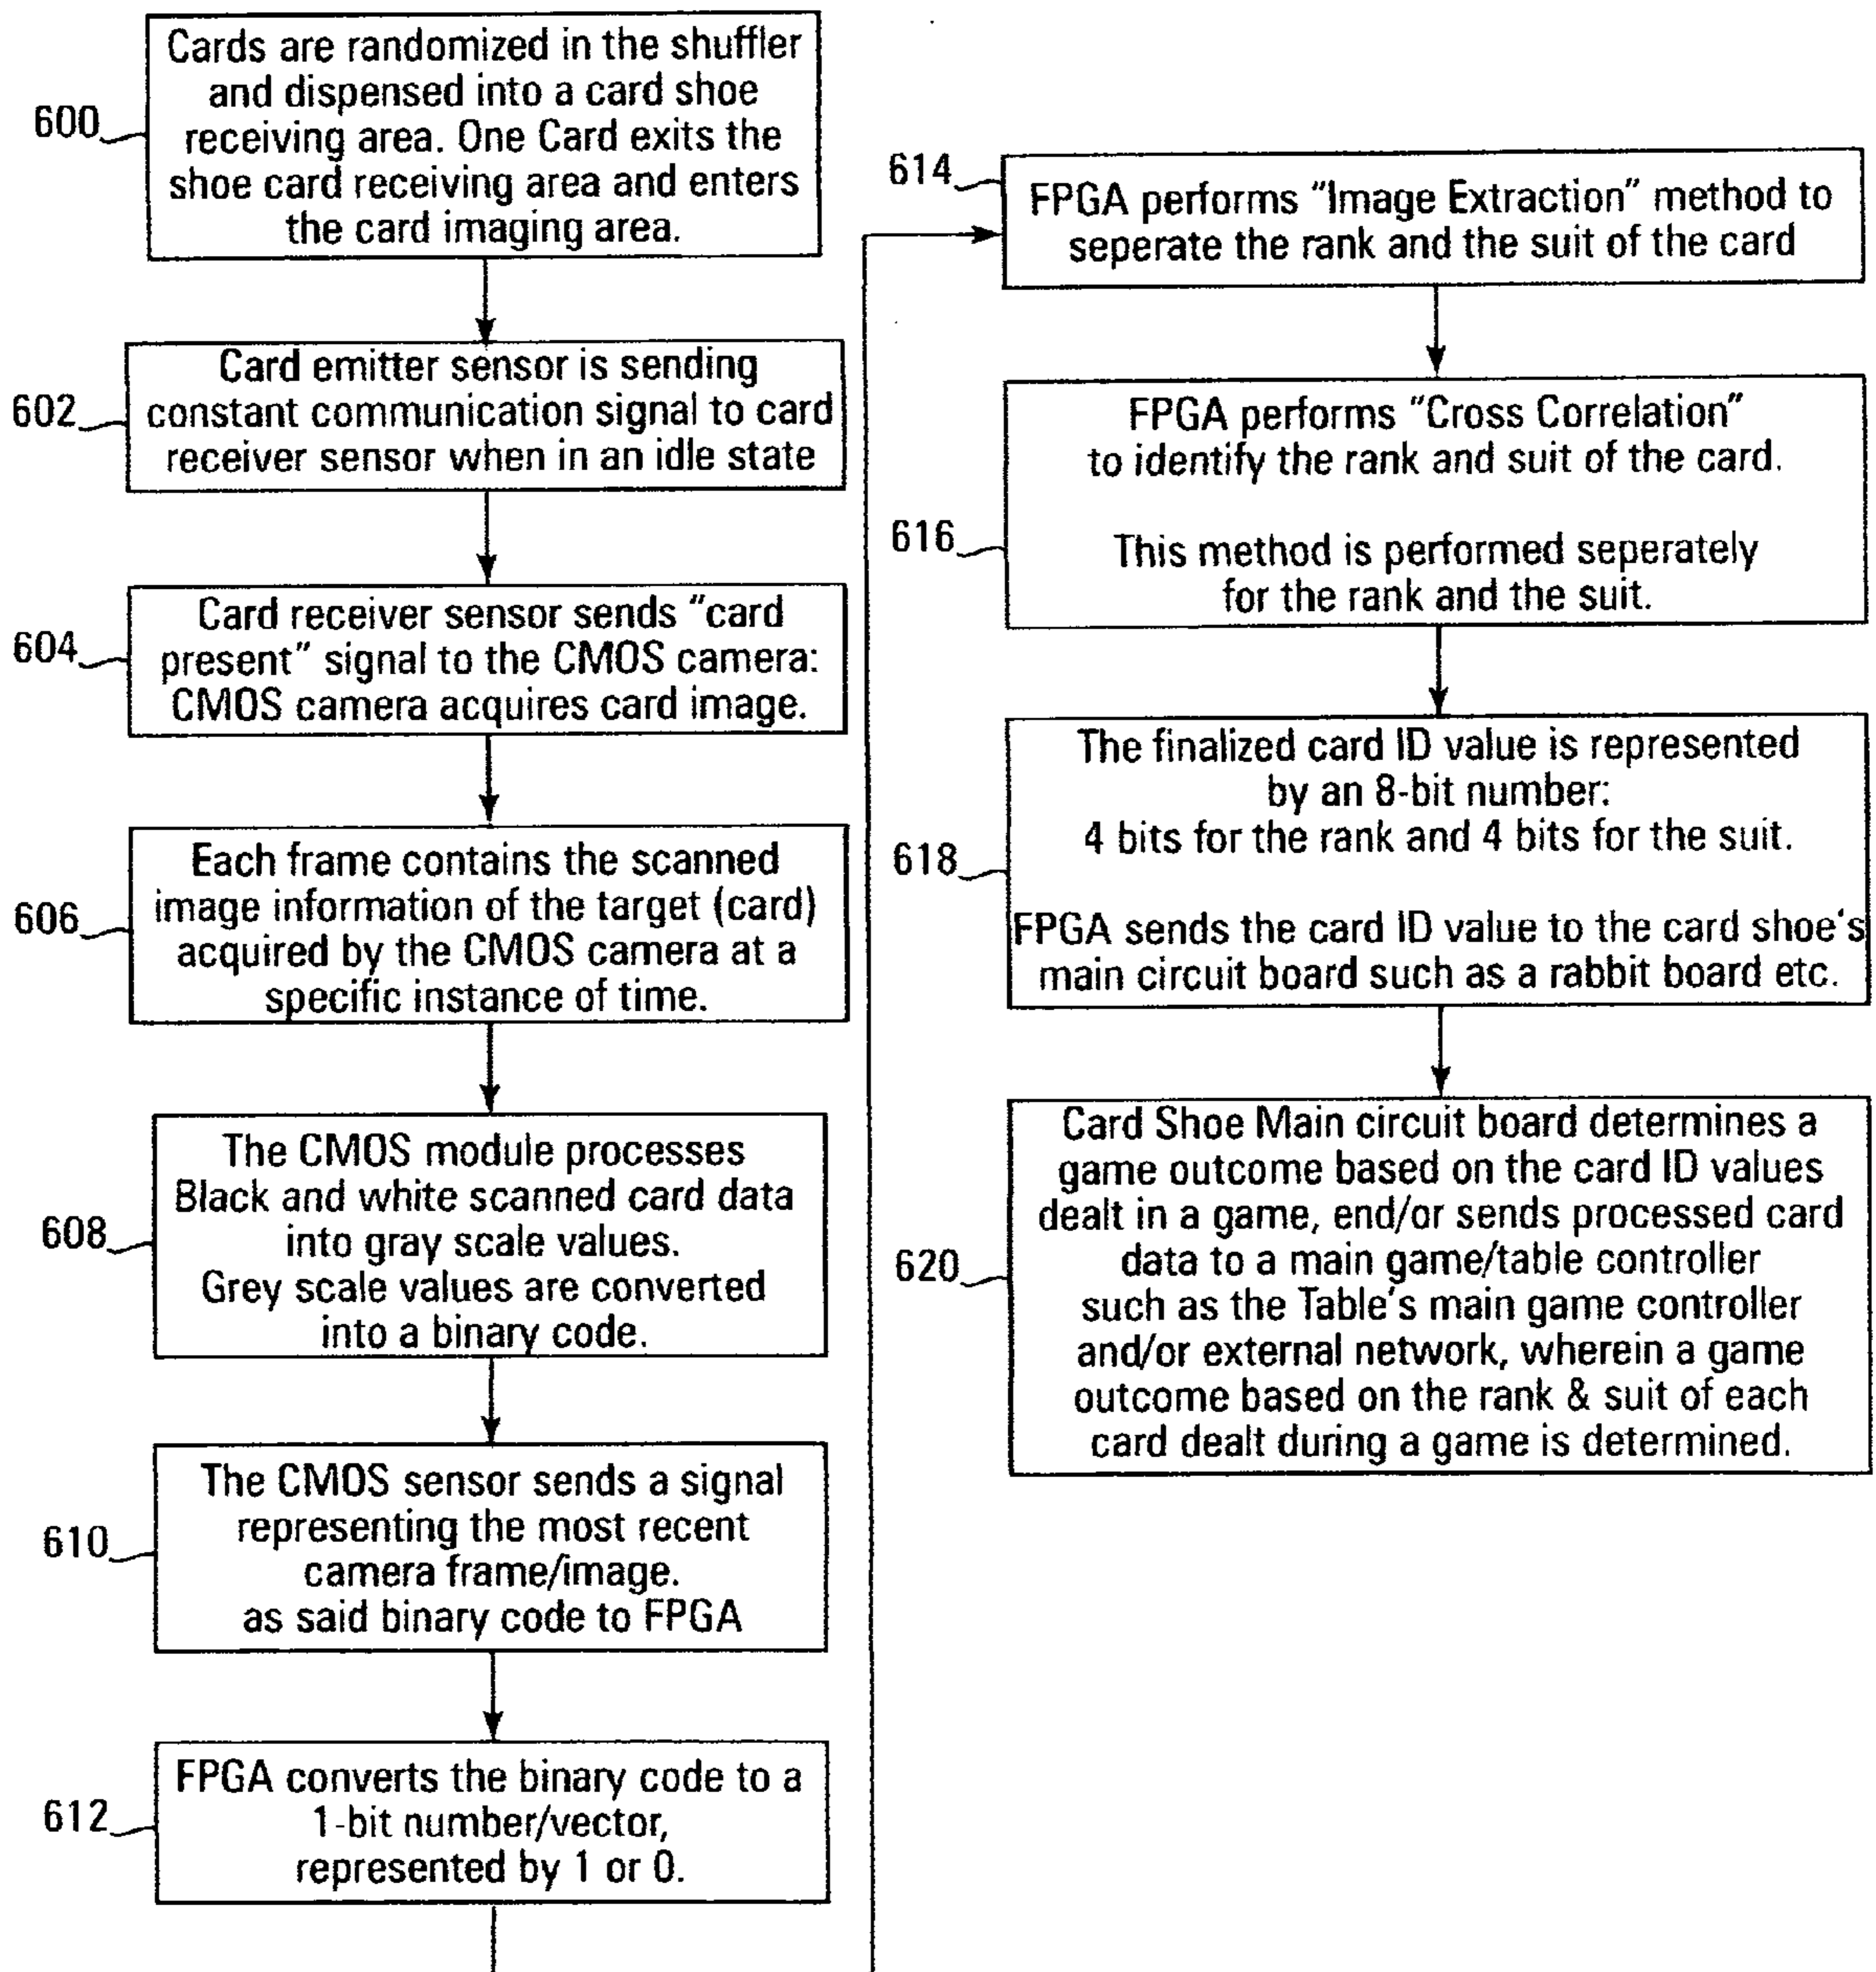 600
Cards are randomized in the shuffler
and dispensed into a card shoe
receiving area. One Card exits the
shoe card receiving area and enters
the card imaging area.
602
Card emitter sensor is sending
constant communication signal to card
receiver sensor when in an idle state
604
Card receiver sensor sends "card
present" signal to the CMOS camera:
CMOS camera acquires card image.
606
Each frame contains the scanned
image information of the target (card)
acquired by the CMOS camera at a
specific instance of time.
608
The CMOS module processes
Black and white scanned card data
into gray scale values.
Grey scale values are converted
into a binary code.
610
The CMOS sensor sends a signal
representing the most recent
camera frame/image.
as said binary code to FPGA
612
FPGA converts the binary code to a
1-bit number/vector,
represented by 1 or 0.
614
FPGA performs "Image Extraction" method to
seperate the rank and the suit of the card
616
FPGA performs "Cross Correlation"
to identify the rank and suit of the card.
This method is performed seperately
for the rank and the suit.
618
The finalized card ID value is represented
by an 8-bit number:
4 bits for the rank and 4 bits for the suit.
FPGA sends the card ID value to the card shoe's
main circuit board such as a rabbit board etc.
620
Card Shoe Main circuit board determines a
game outcome based on the card ID values
dealt in a game, end/or sends processed card
data to a main game/table controller
such as the Table's main game controller
and/or external network, wherein a game
outcome based on the rank & suit of each
card dealt during a game is determined.